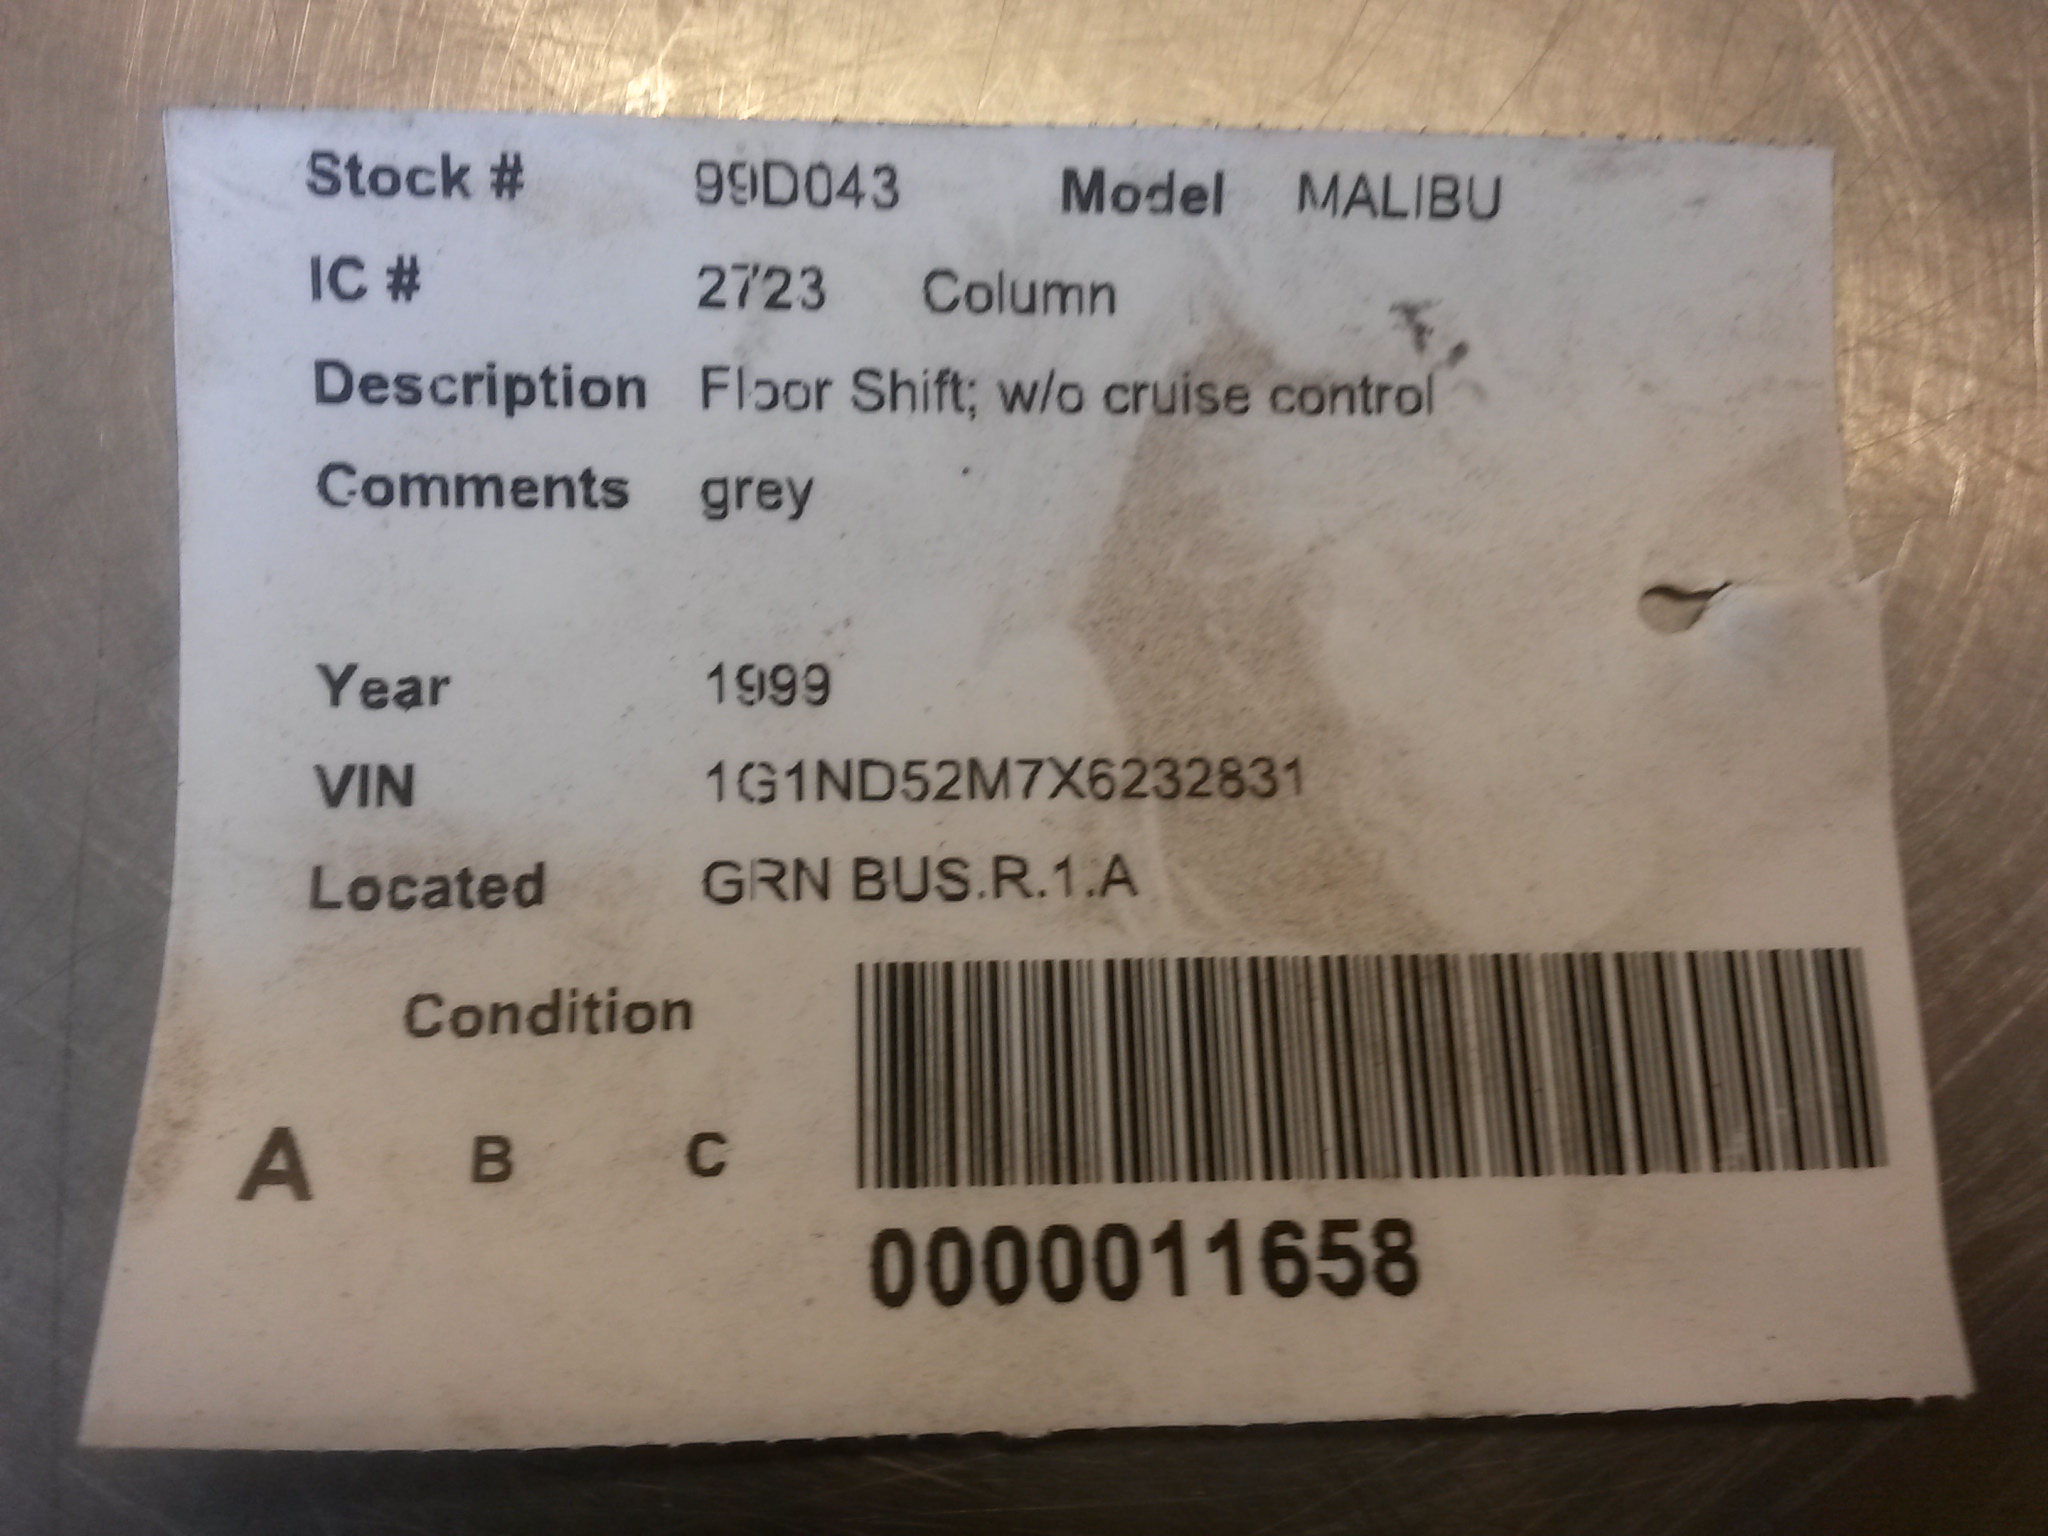 Stock # 99D043 Model MALIBU
IC # 2723 Column
Description Floor Shift; w/o cruise control
Comments grey
Year 1999
VIN 1G1ND52M7X6232831
Located GRN BUS.R.1.A
Condition
A B C
0000011658